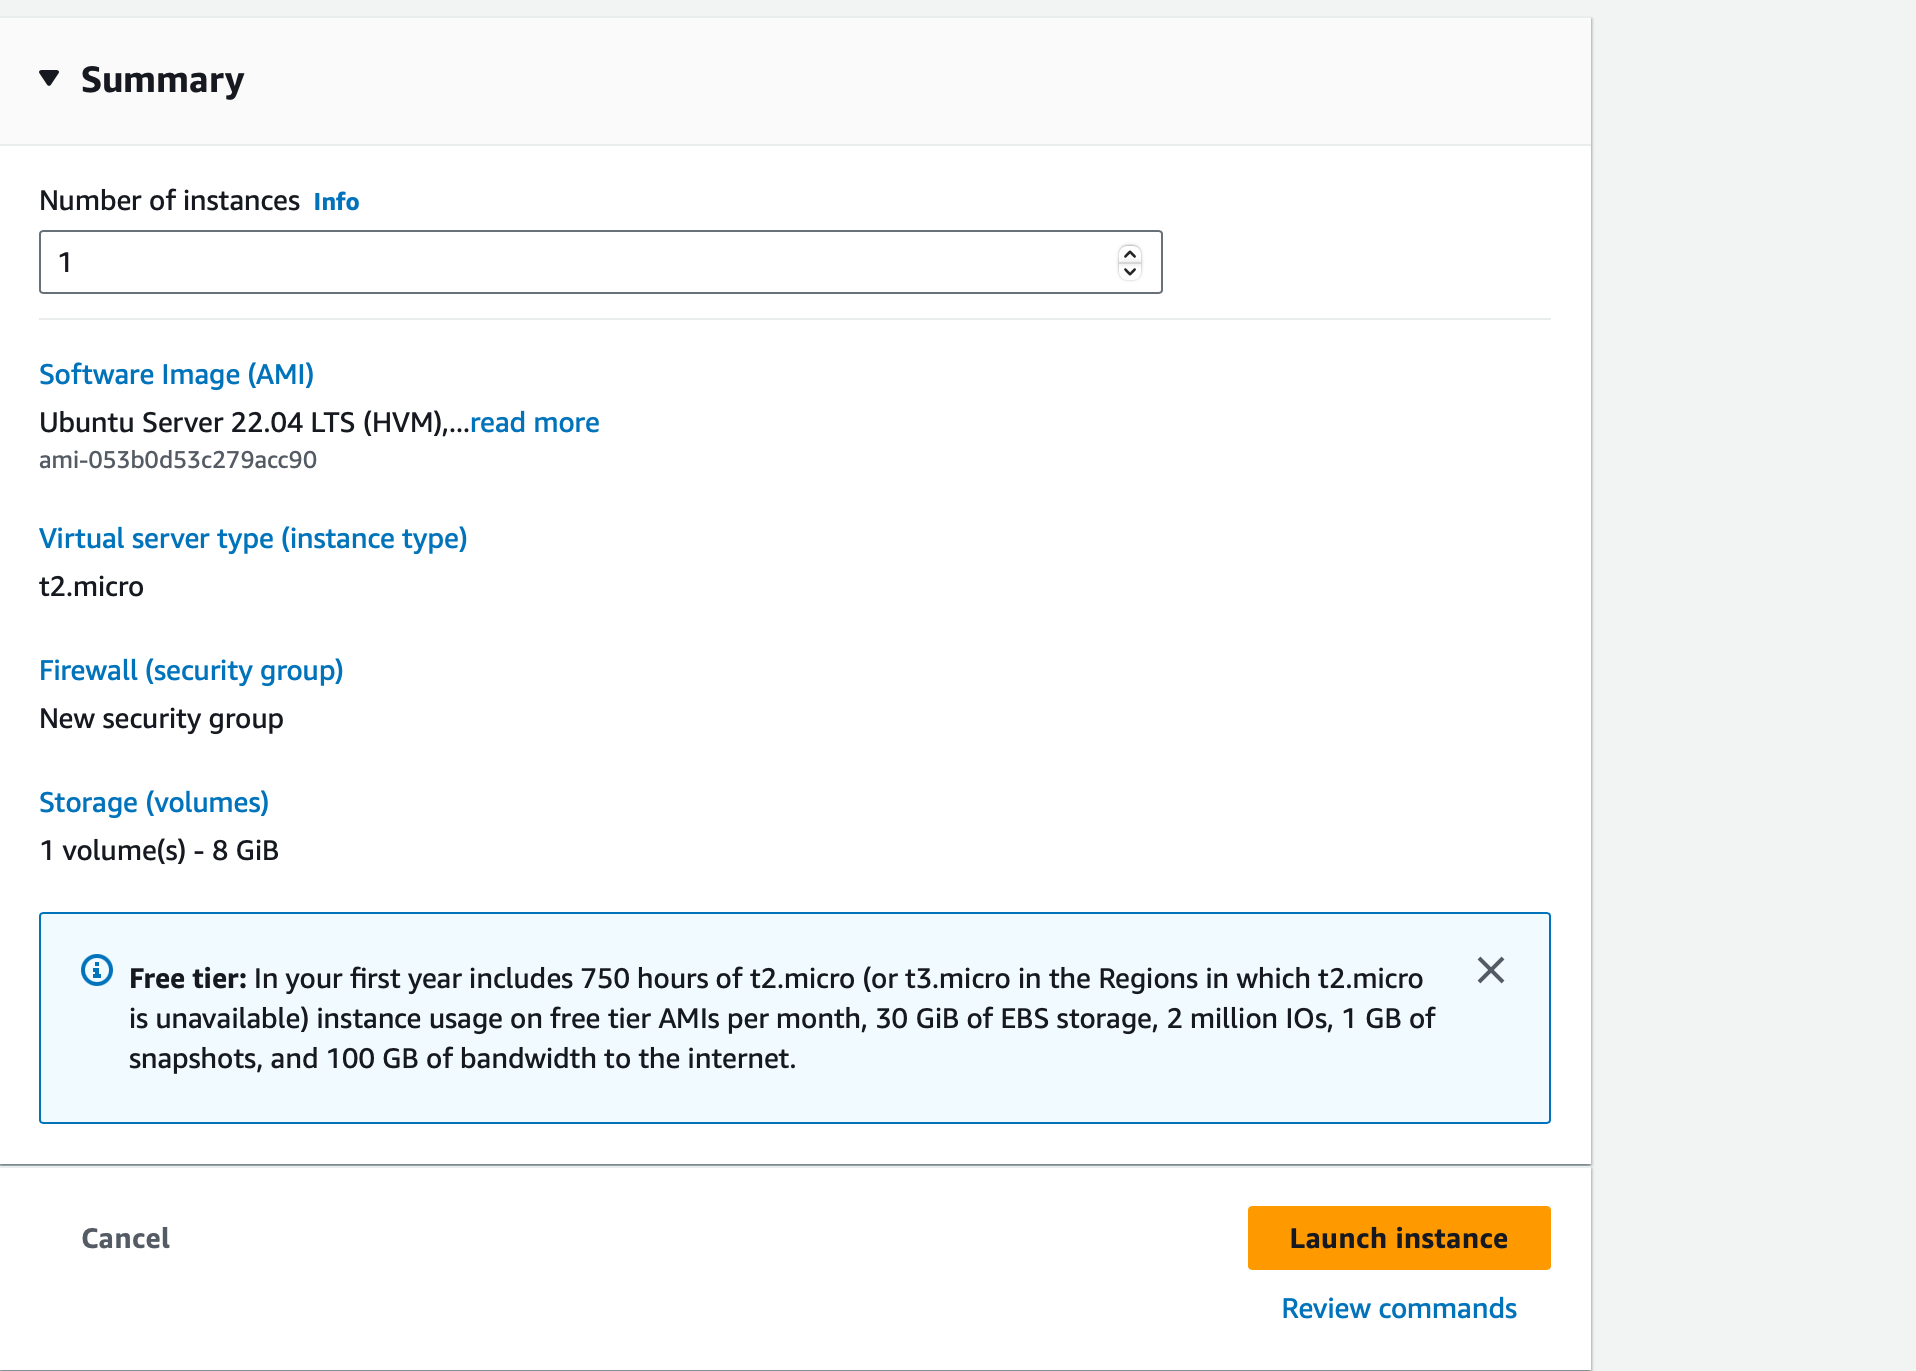 Summary
Number of instances Info
1
Software Image (AMI)
Ubuntu Server 22.04 LTS (HVM),...read more
ami-053b0d53c279acc90
Virtual server type (instance type)
t2.micro
Firewall (security group)
New security group
Storage (volumes)
1 volume(s) - 8 GiB
Free tier: In your first year includes 750 hours of t2.micro (or t3.micro in the Regions in which t2.micro
is unavailable) instance usage on free tier AMIs per month, 30 GiB of EBS storage, 2 million IOs, 1 GB of
snapshots, and 100 GB of bandwidth to the internet.
Cancel
Launch instance
Review commands